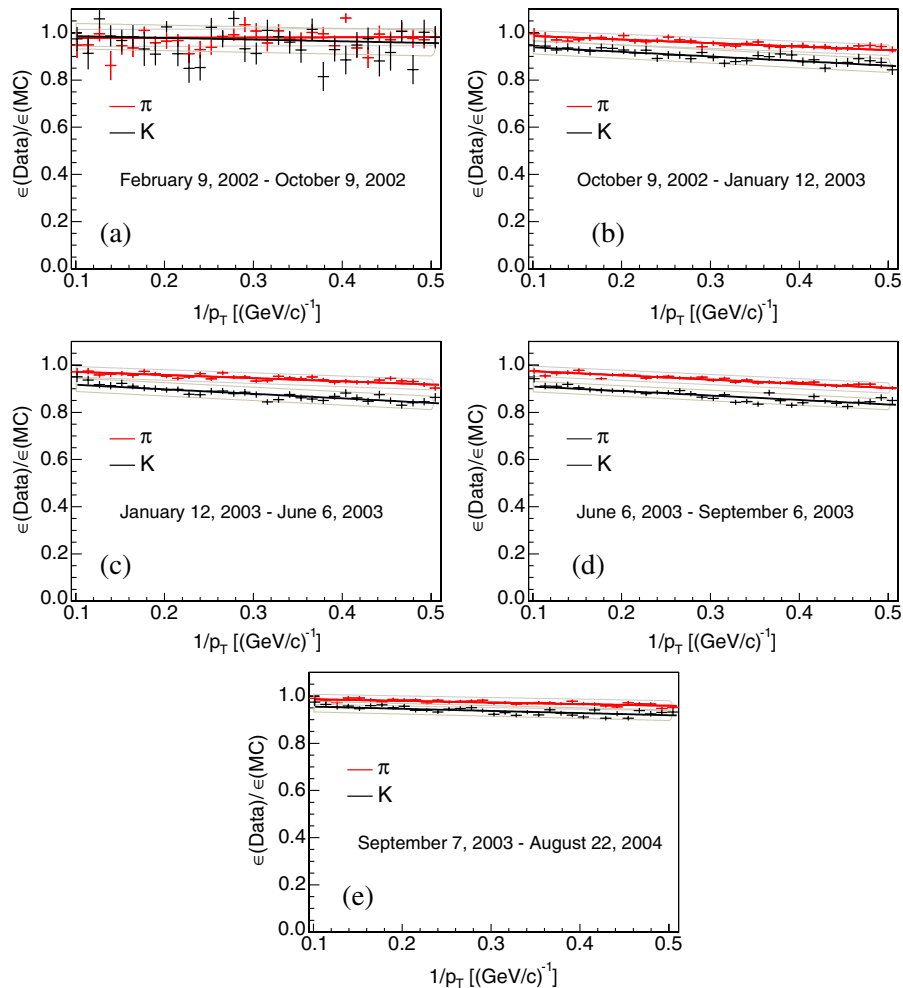 ϵ(Data)/ϵ(MC)
1.0
0.8
0.6
0.4
0.2
0.0
π
K
February 9, 2002 - October 9, 2002
(a)
0.1 0.2 0.3 0.4 0.5
1/p_T [(GeV/c)^-1]
ϵ(Data)/ϵ(MC)
1.0
0.8
0.6
0.4
0.2
0.0
π
K
October 9, 2002 - January 12, 2003
(b)
0.1 0.2 0.3 0.4 0.5
1/p_T [(GeV/c)^-1]
ϵ(Data)/ϵ(MC)
1.0
0.8
0.6
0.4
0.2
0.0
π
K
January 12, 2003 - June 6, 2003
(c)
0.1 0.2 0.3 0.4 0.5
1/p_T [(GeV/c)^-1]
ϵ(Data)/ϵ(MC)
1.0
0.8
0.6
0.4
0.2
0.0
π
K
June 6, 2003 - September 6, 2003
(d)
0.1 0.2 0.3 0.4 0.5
1/p_T [(GeV/c)^-1]
ϵ(Data)/ϵ(MC)
1.0
0.8
0.6
0.4
0.2
0.0
π
K
September 7, 2003 - August 22, 2004
(e)
0.1 0.2 0.3 0.4 0.5
1/p_T [(GeV/c)^-1]